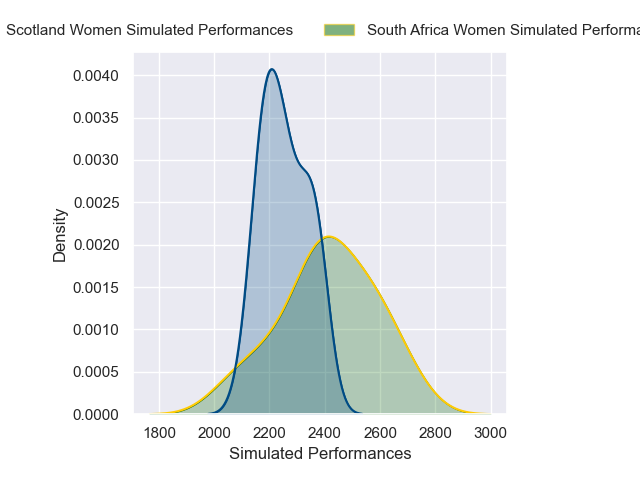 Scotland Women Simulated Performances
South Africa Women Simulated Performa
0.0040
0.0035
0.0030
0.0025
0.0020
0.0015
0.0010
0.0005
0.0000
Density
1800 2000 2200 2400 2600 2800 3000
Simulated Performances